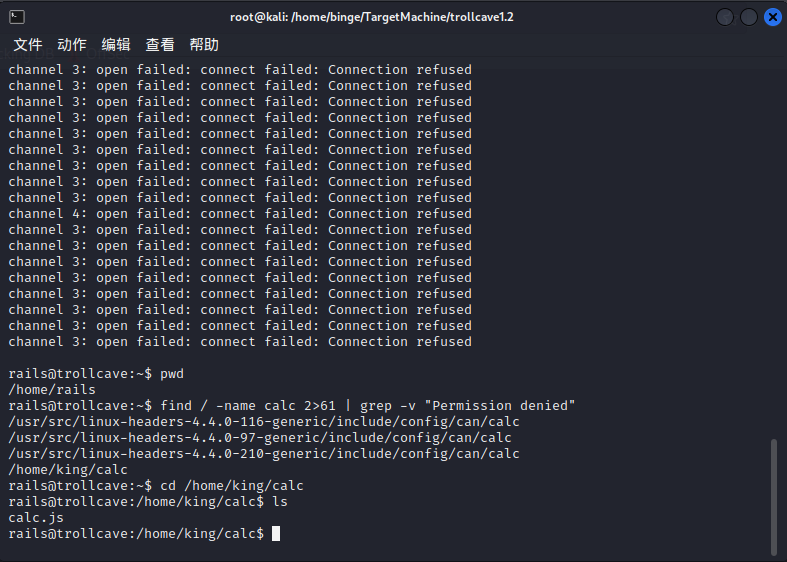 root@kali: /home/binge/TargetMachine/trollcave1.2
文件 动作 编辑 查看 帮助
channel 3: open failed: connect failed: Connection refused
channel 3: open failed: connect failed: Connection refused
channel 3: open failed: connect failed: Connection refused
channel 3: open failed: connect failed: Connection refused
channel 3: open failed: connect failed: Connection refused
channel 3: open failed: connect failed: Connection refused
channel 3: open failed: connect failed: Connection refused
channel 3: open failed: connect failed: Connection refused
channel 3: open failed: connect failed: Connection refused
channel 4: open failed: connect failed: Connection refused
channel 3: open failed: connect failed: Connection refused
channel 3: open failed: connect failed: Connection refused
channel 3: open failed: connect failed: Connection refused
channel 3: open failed: connect failed: Connection refused
channel 3: open failed: connect failed: Connection refused
channel 3: open failed: connect failed: Connection refused
channel 3: open failed: connect failed: Connection refused
channel 3: open failed: connect failed: Connection refused
rails@trollcave:~$ pwd
/home/rails
rails@trollcave:~$ find / -name calc 2>61 | grep -v "Permission denied"
/usr/src/linux-headers-4.4.0-116-generic/include/config/can/calc
/usr/src/linux-headers-4.4.0-97-generic/include/config/can/calc
/usr/src/linux-headers-4.4.0-210-generic/include/config/can/calc
/home/king/calc
rails@trollcave:~$ cd /home/king/calc
rails@trollcave:/home/king/calc$ ls
calc.js
rails@trollcave:/home/king/calc$